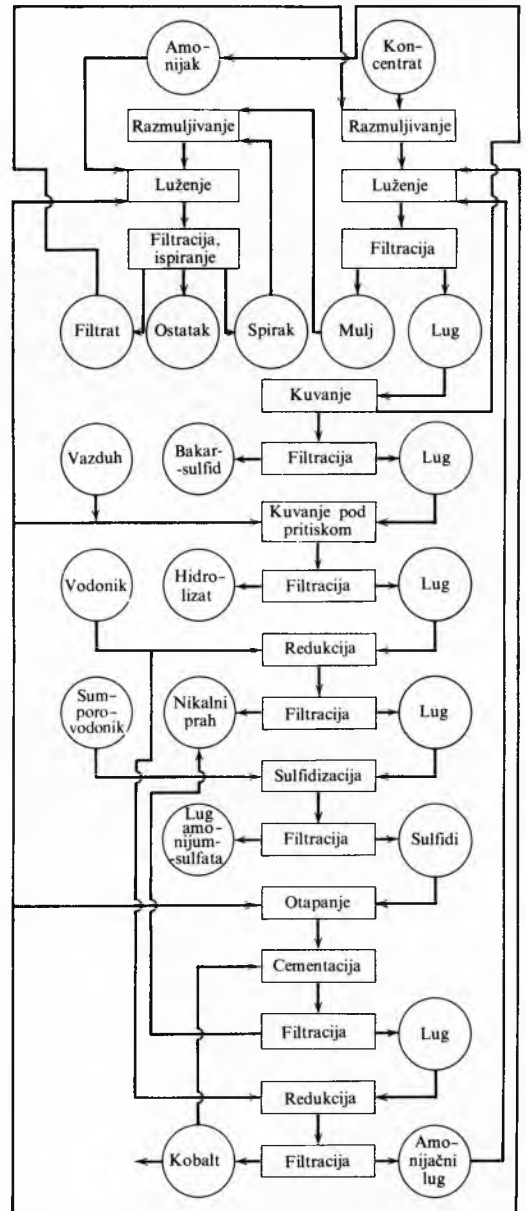 Amo-
nijak
Kon-
centrat
Razmuljivanje
Razmuljivanje
Luženje
Luženje
Filtracija,
ispiranje
Filtracija
Filtrat
Ostatak
Spirak
Mulj
Lug
Kuvanje
Vazduh
Bakar-
-sulfid
Filtracija
Lug
Kuvanje pod
pritiskom
Vodonik
Hidro-
lizat
Filtracija
Lug
Redukcija
Sum-
poro-
vodonik
Nikalni
prah
Filtracija
Lug
Sulfidizacija
Lug
amo-
nijum-
-sulfata
Filtracija
Sulfidi
Otapanje
Cementacija
Filtracija
Lug
Redukcija
Kobalt
Filtracija
Amo-
nijačni
lug